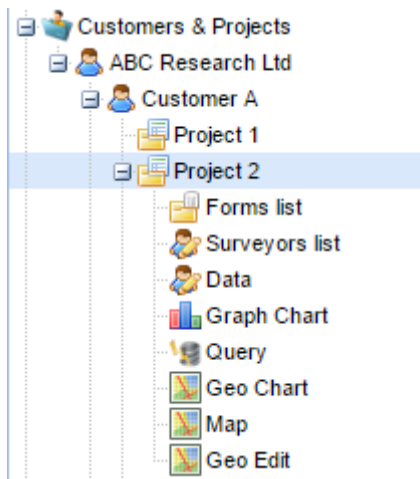 Customers & Projects
ABC Research Ltd
Customer A
Project 1
Project 2
Forms list
Surveyors list
Data
Graph Chart
Query
Geo Chart
Map
Geo Edit